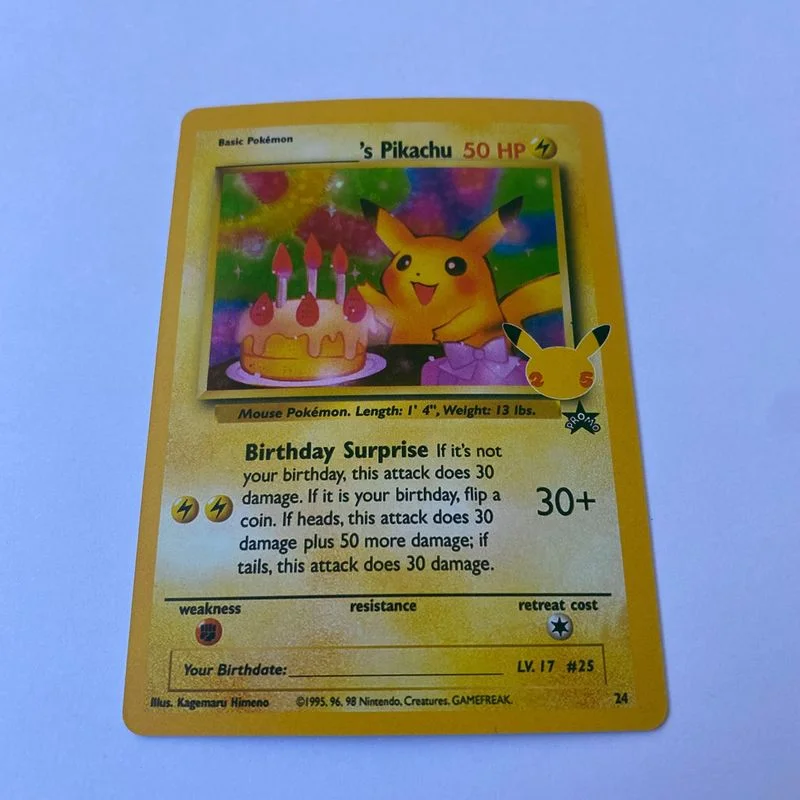 Basic Pokémon
's Pikachu 50 HP
25
Mouse Pokémon. Length: 1' 4", Weight: 13 lbs.
PROMO
Birthday Surprise If it's not
your birthday, this attack does 30
damage. If it is your birthday, flip a
coin. If heads, this attack does 30
damage plus 50 more damage; if
tails, this attack does 30 damage.
30+
weakness resistance retreat cost
Your Birthdate: LV. 17 #25
Illus. Kagemaru Himeno ©1995, 96, 98 Nintendo, Creatures, GAMEFREAK. 24